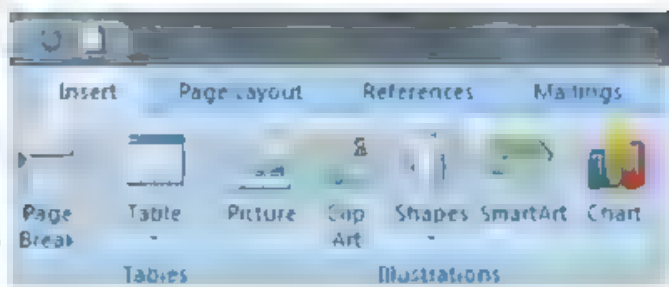 Insert Page Layout References Mailings
Page Break Table Picture Clip Art Shapes SmartArt Chart
Tables Illustrations